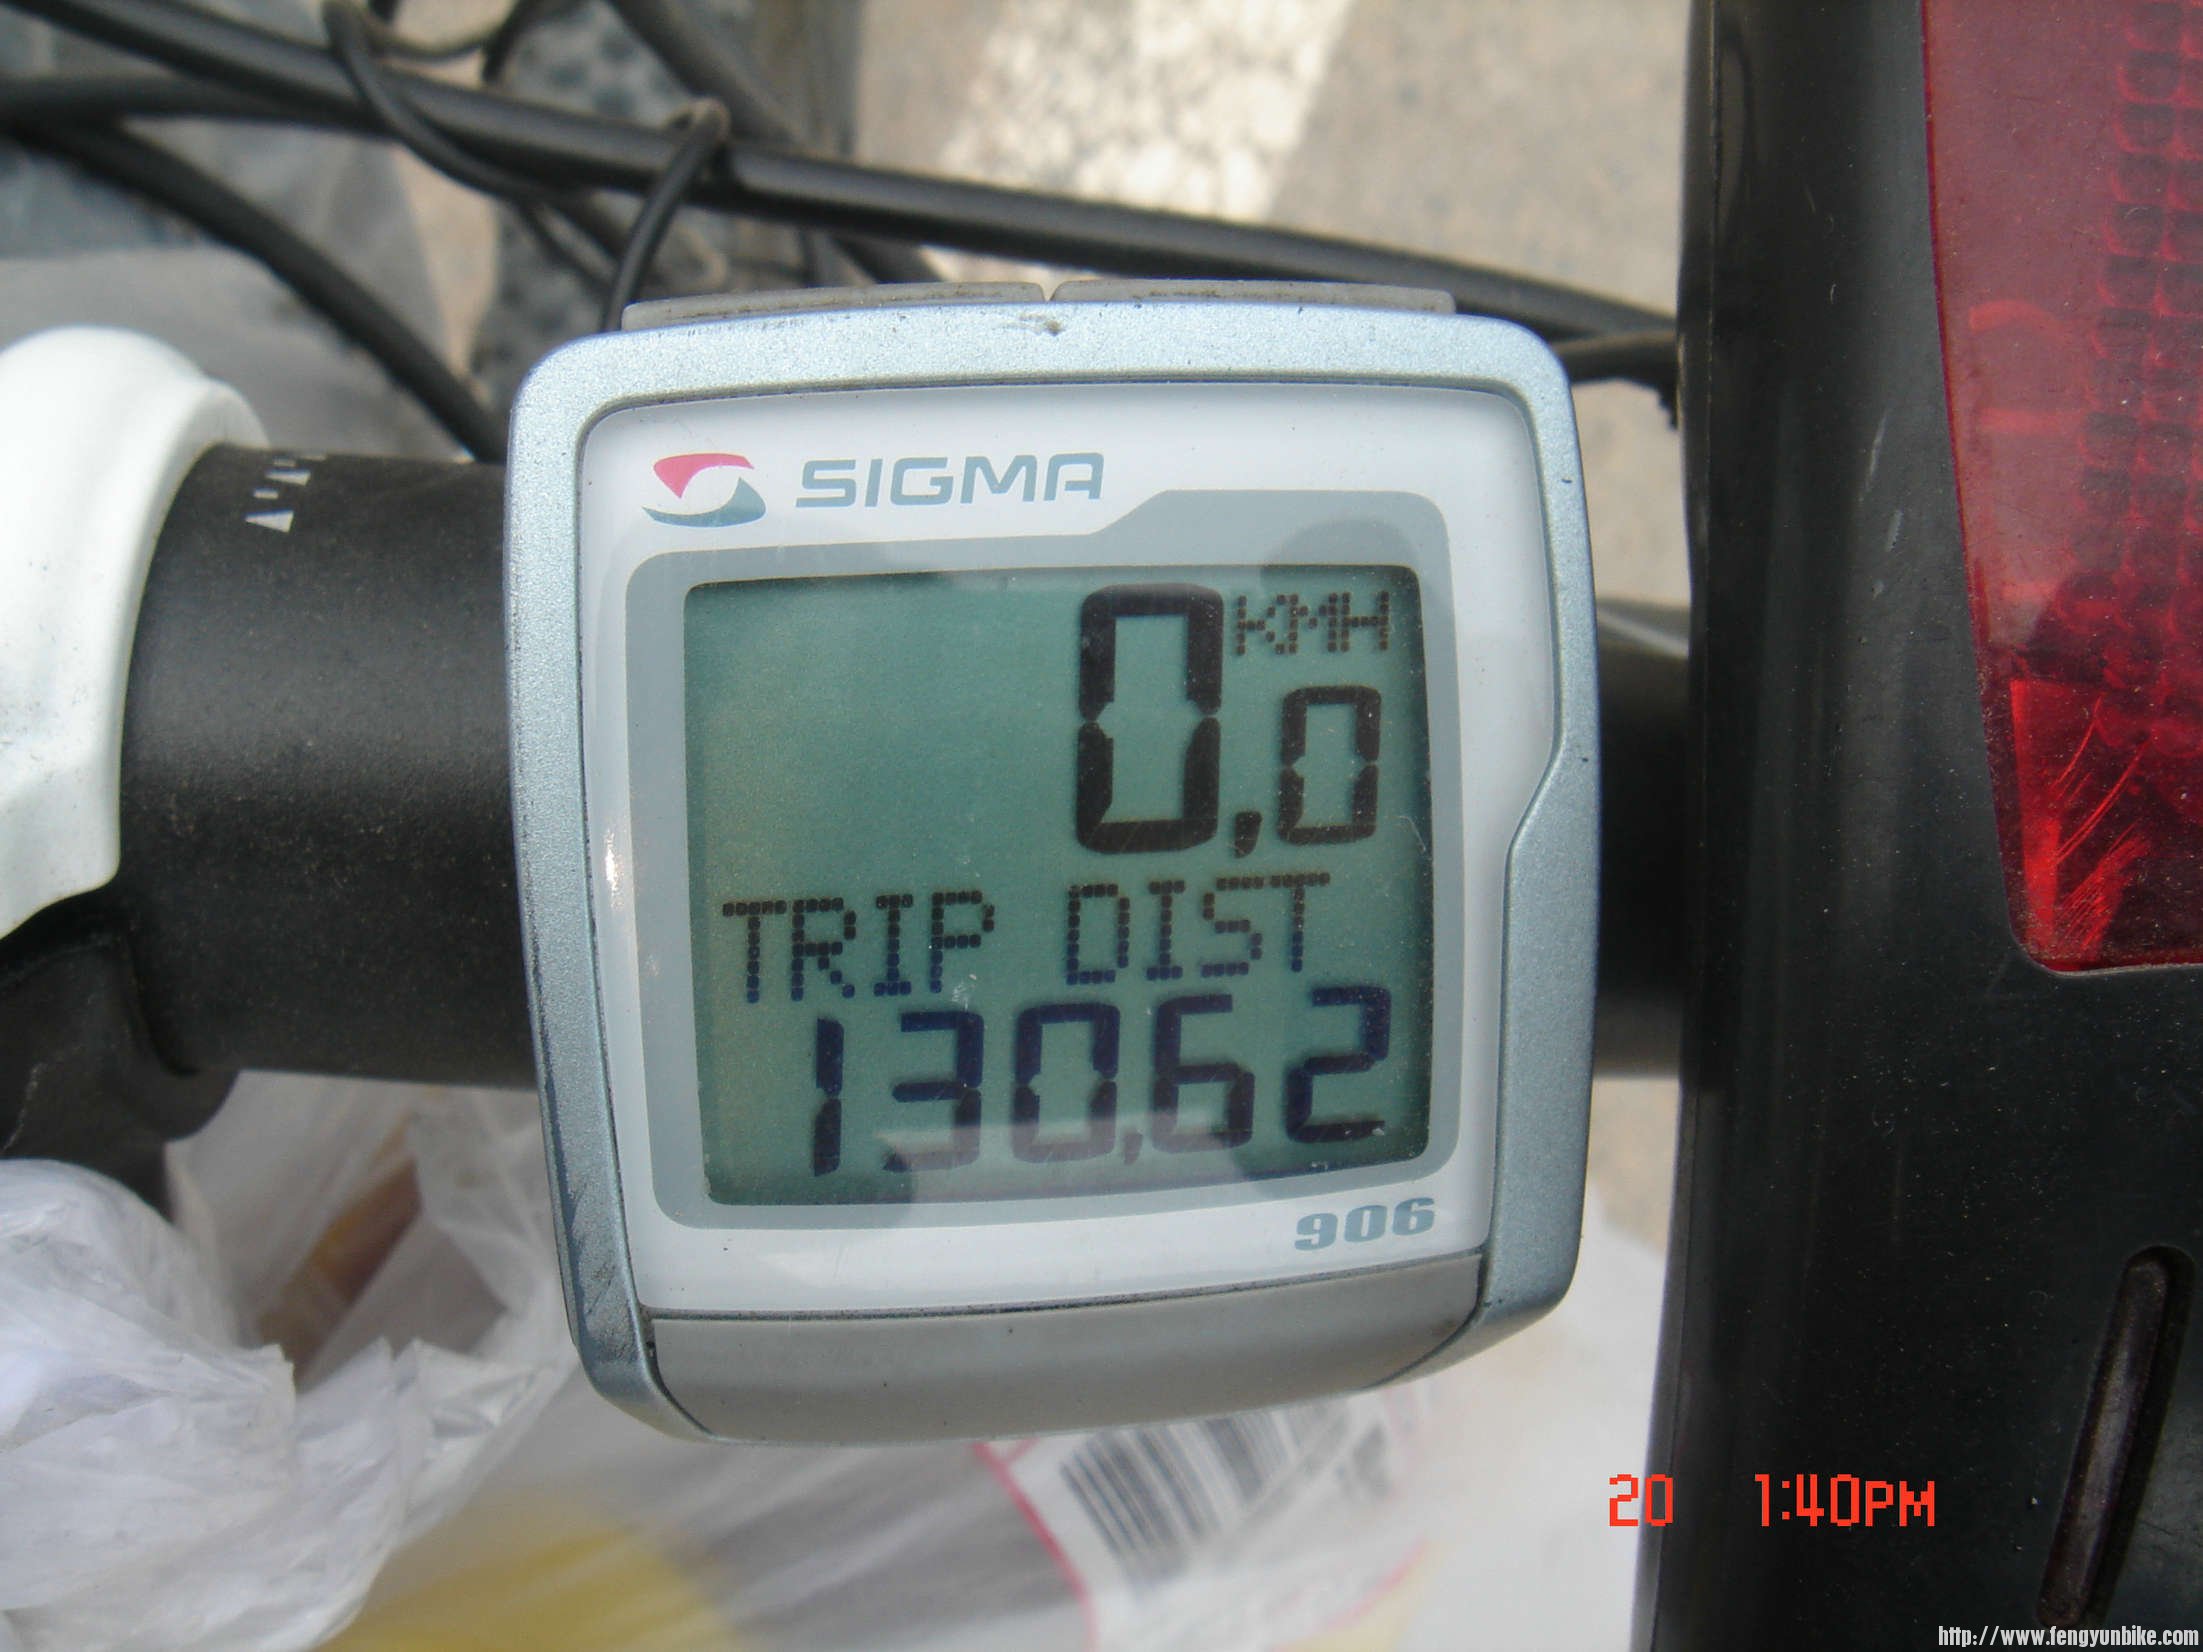 SIGMA
KMH
0,0
TRIP DIST
130,62
906
20 1:40PM
http://www.fengyunbike.com